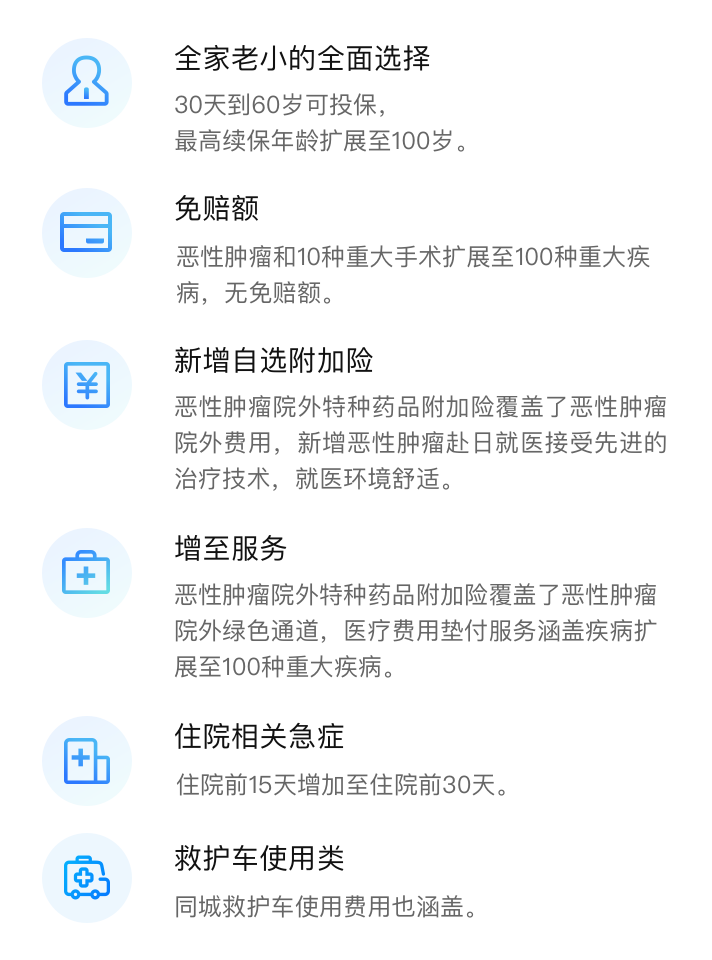 全家老小的全面选择
30天到60岁可投保，
最高续保年龄扩展至100岁。
免赔额
恶性肿瘤和10种重大手术扩展至100种重大疾
病，无免赔额。
新增自选附加险
恶性肿瘤院外特种药品附加险覆盖了恶性肿瘤
院外费用，新增恶性肿瘤赴日就医接受先进的
治疗技术，就医环境舒适。
增至服务
恶性肿瘤院外特种药品附加险覆盖了恶性肿瘤
院外绿色通道，医疗费用垫付服务涵盖疾病扩
展至100种重大疾病。
住院相关急症
住院前15天增加至住院前30天。
救护车使用类
同城救护车使用费用也涵盖。